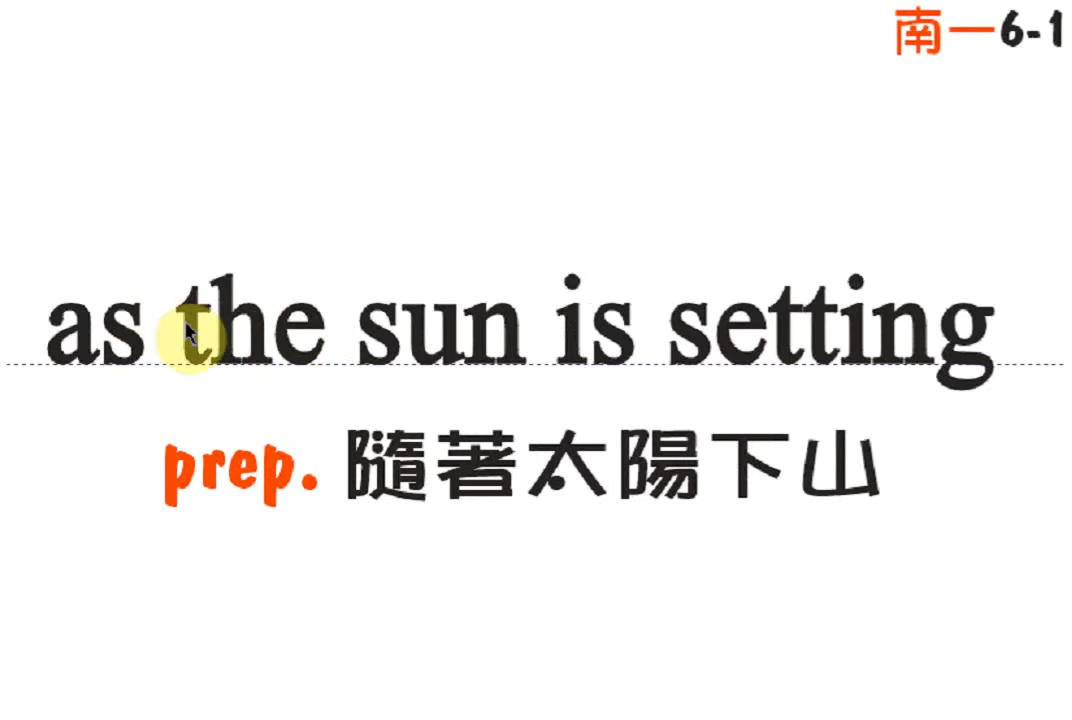 南一6-1
as the sun is setting
prep. 隨著太陽下山